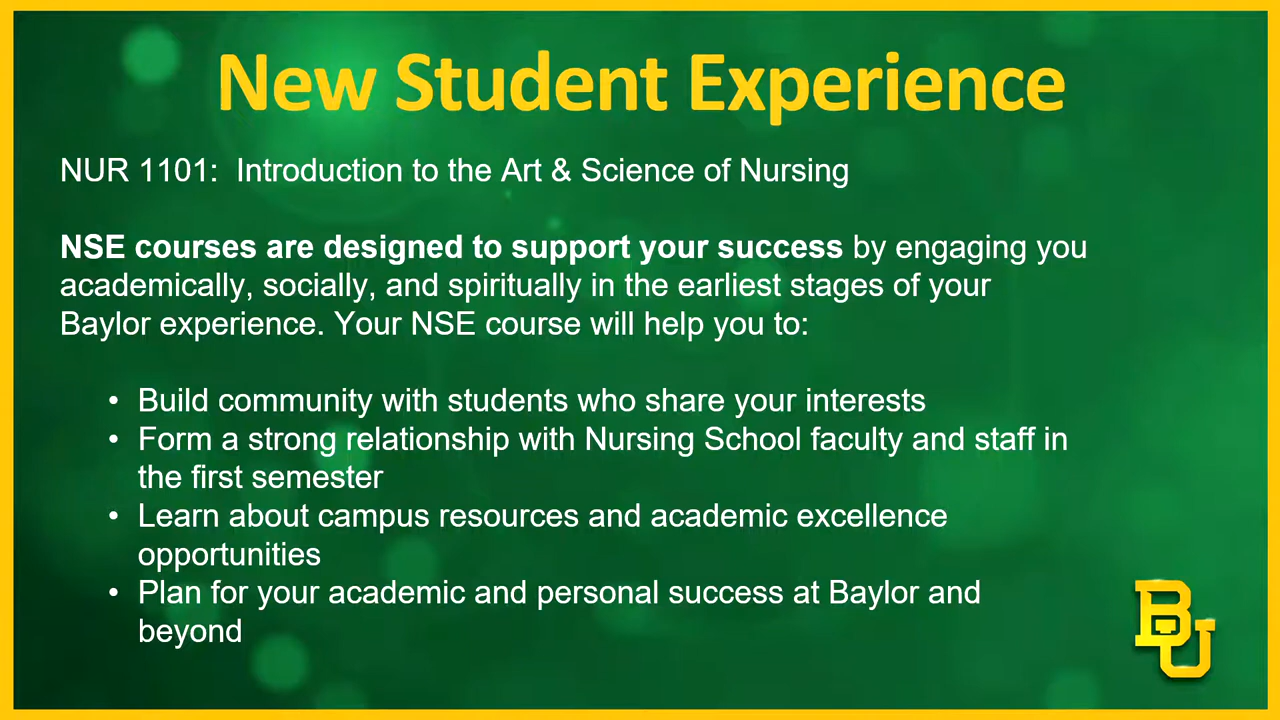 New Student Experience
NUR 1101:  Introduction to the Art & Science of Nursing
NSE courses are designed to support your success by engaging you
academically, socially, and spiritually in the earliest stages of your
Baylor experience. Your NSE course will help you to:
• Build community with students who share your interests
• Form a strong relationship with Nursing School faculty and staff in
the first semester
• Learn about campus resources and academic excellence
opportunities
• Plan for your academic and personal success at Baylor and
beyond
BU